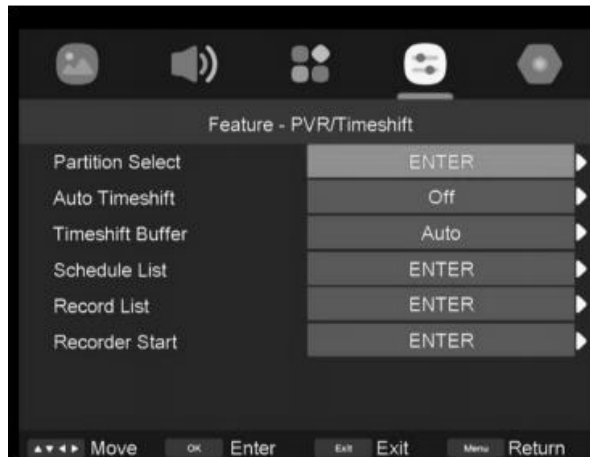 Feature - PVR/Timeshift
Partition Select ENTER
Auto Timeshift Off
Timeshift Buffer Auto
Schedule List ENTER
Record List ENTER
Recorder Start ENTER
Move OK Enter Exit Exit Menu Return